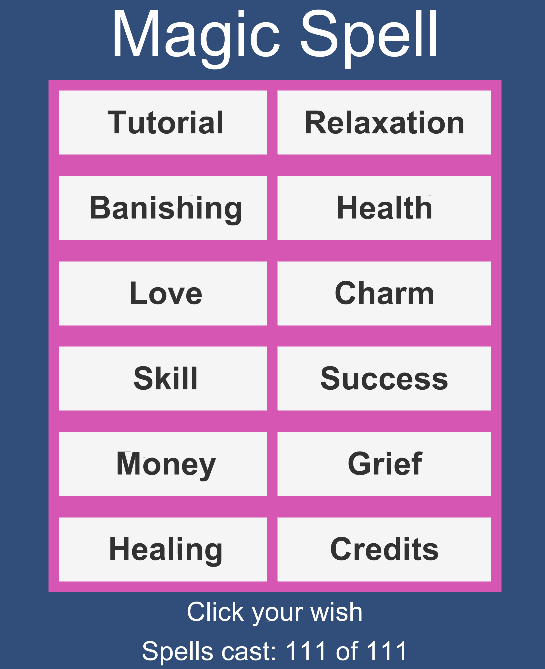 Magic Spell
Tutorial Relaxation
Banishing Health
Love Charm
Skill Success
Money Grief
Healing Credits
Click your wish
Spells cast: 111 of 111